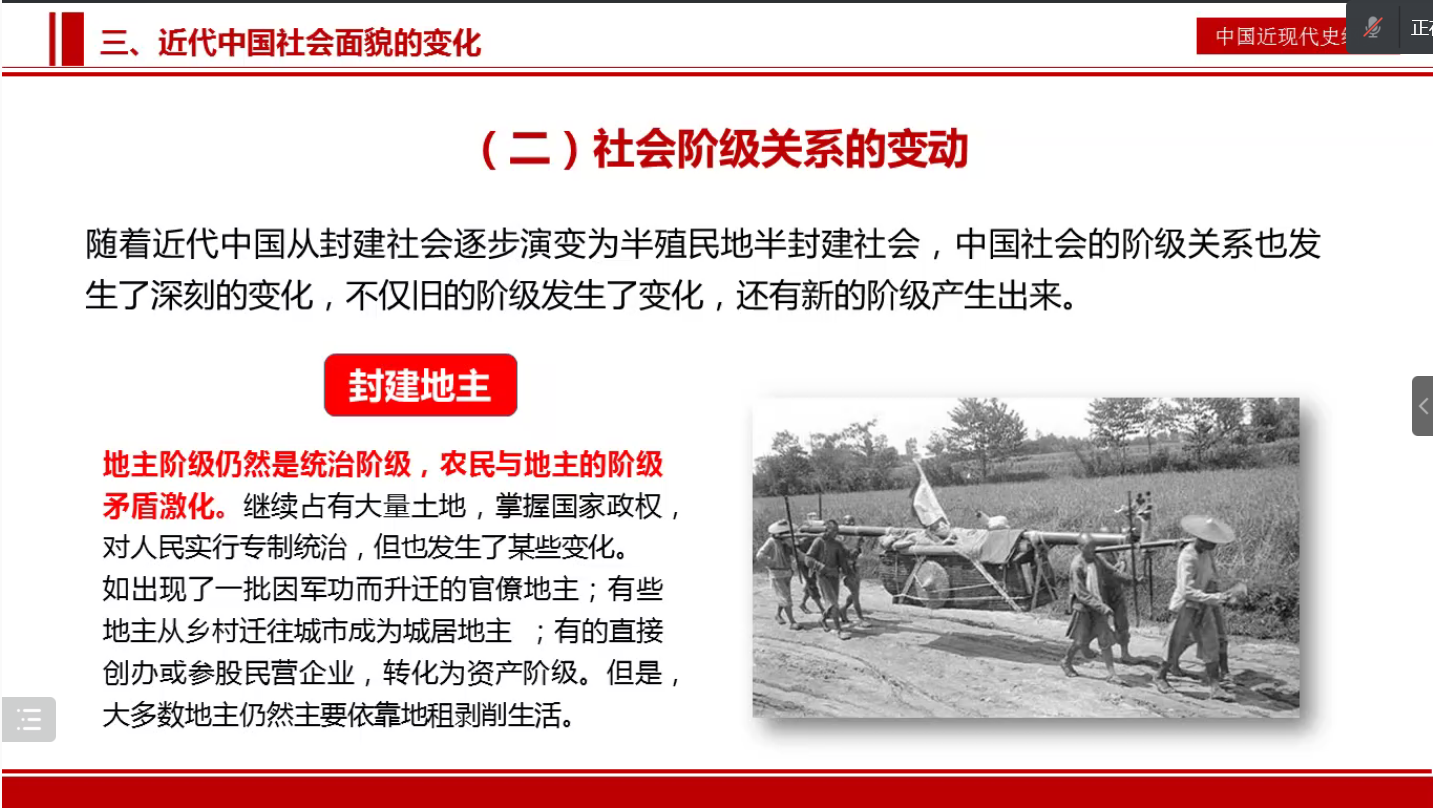 三、近代中国社会面貌的变化
中国近现代史
正在
（二）社会阶级关系的变动
随着近代中国从封建社会逐步演变为半殖民地半封建社会，中国社会的阶级关系也发
生了深刻的变化，不仅旧的阶级发生了变化，还有新的阶级产生出来。
封建地主
地主阶级仍然是统治阶级，农民与地主的阶级
矛盾激化。继续占有大量土地，掌握国家政权，
对人民实行专制统治，但也发生了某些变化。
如出现了一批因军功而升迁的官僚地主；有些
地主从乡村迁往城市成为城居地主 ；有的直接
创办或参股民营企业，转化为资产阶级。但是，
大多数地主仍然主要依靠地租剥削生活。